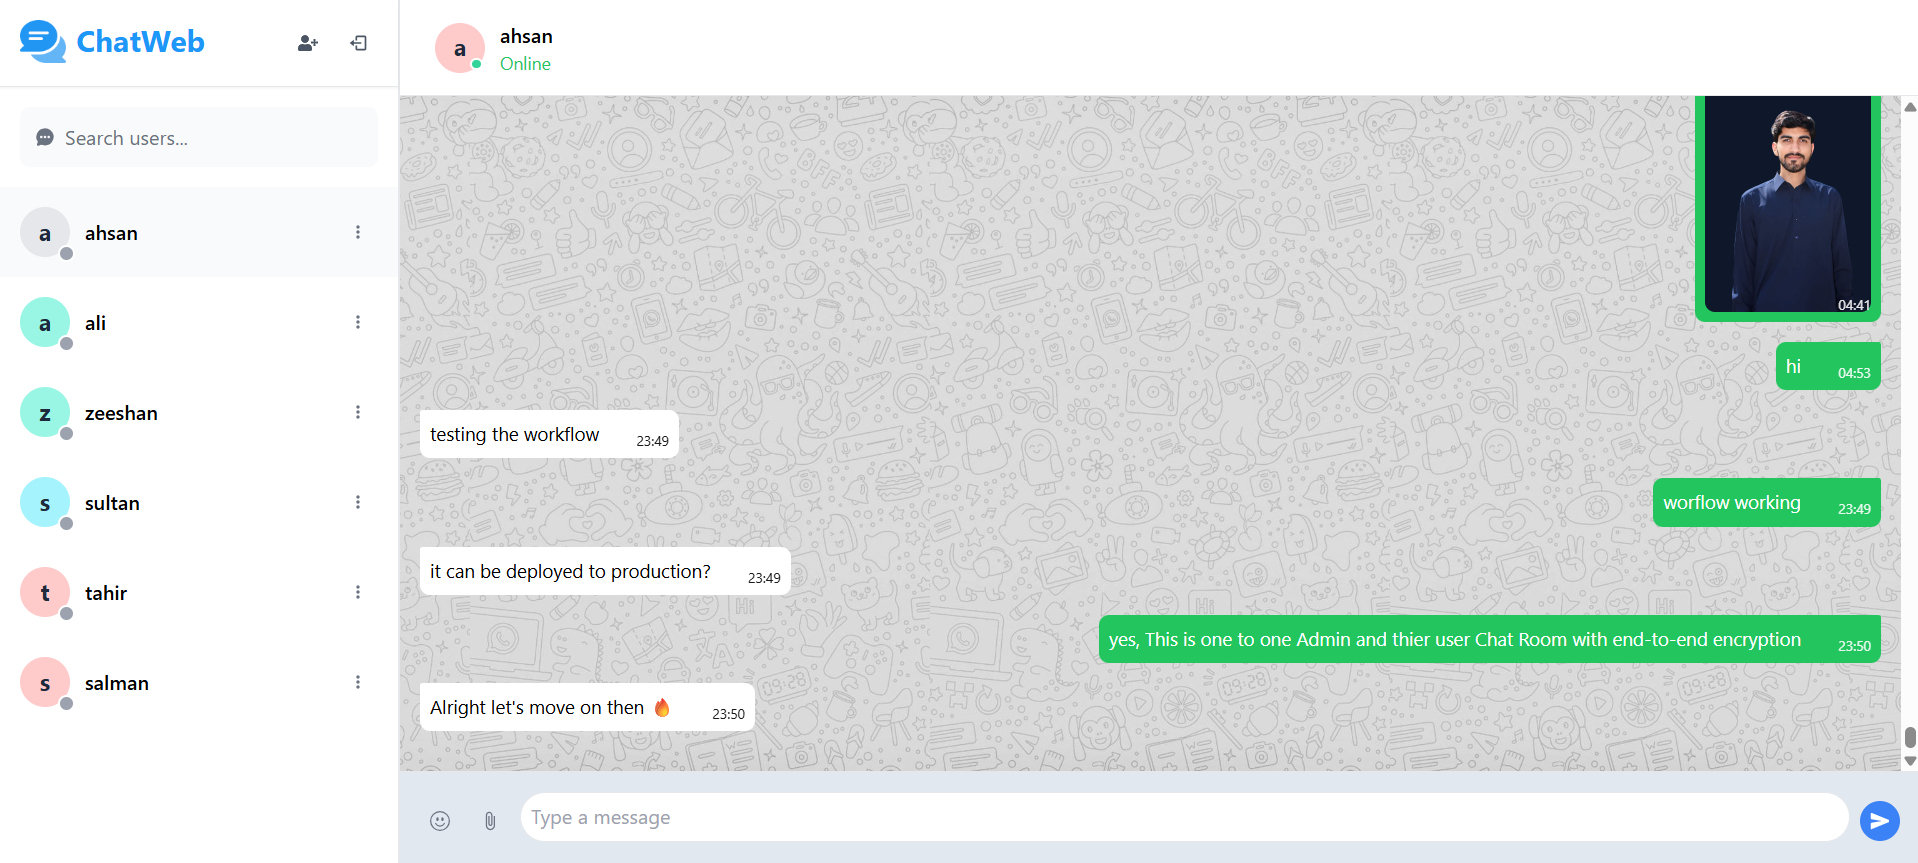 ChatWeb
Search users...
a ahsan
a ali
z zeeshan
s sultan
t tahir
s salman
a ahsan
Online
04:41
hi 04:53
testing the workflow 23:49
worflow working 23:49
it can be deployed to production? 23:49
yes, This is one to one Admin and thier user Chat Room with end-to-end encryption 23:50
Alright let's move on then 🔥 23:50
Type a message